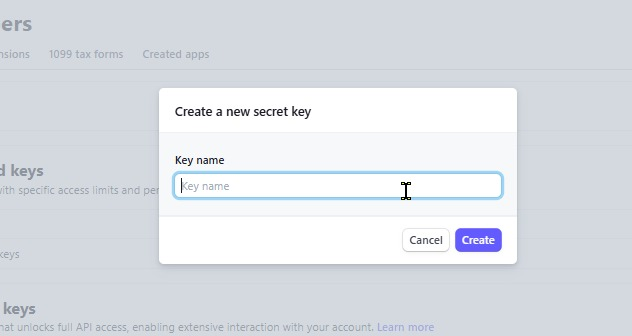 ers
nsions 1099 tax forms Created apps
Create a new secret key
d keys
Key name
with specific access limits and per
Key name
Cancel Create
keys
keys
hat unlocks full API access, enabling extensive interaction with your account. Learn more